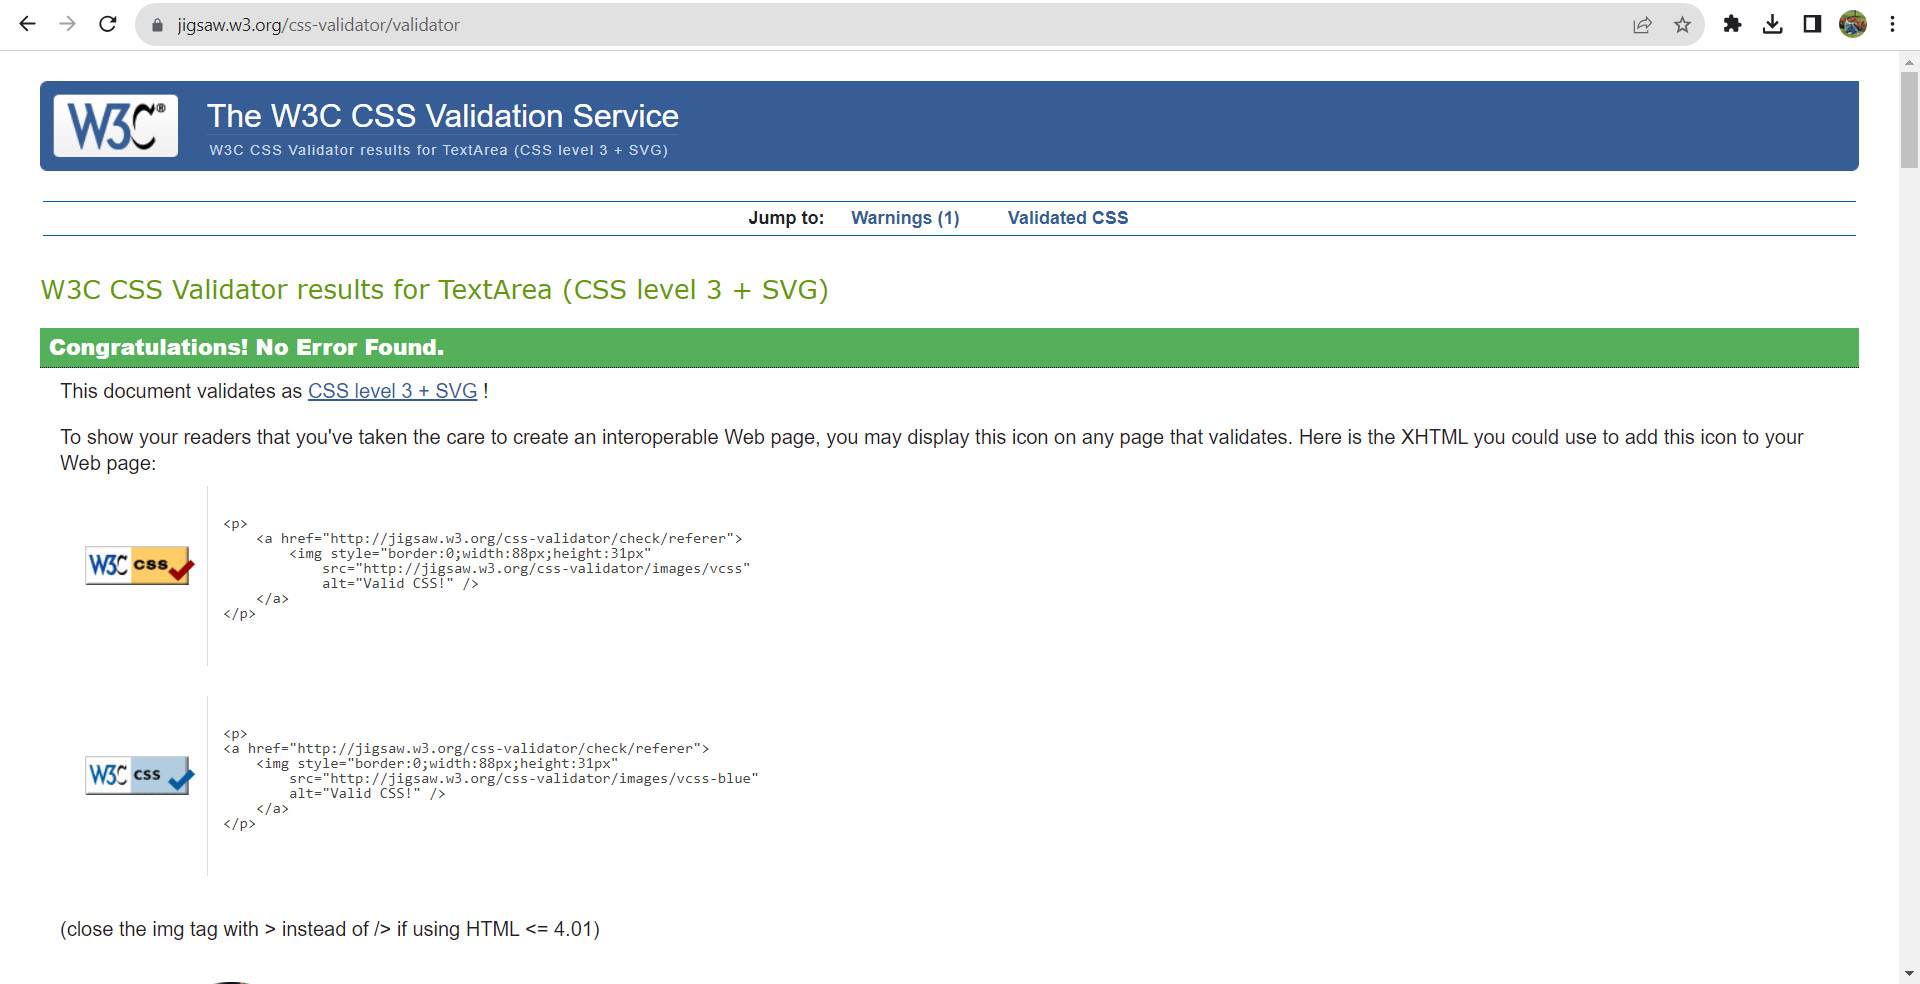 jigsaw.w3.org/css-validator/validator
W3C® The W3C CSS Validation Service
W3C CSS Validator results for TextArea (CSS level 3 + SVG)
Jump to: Warnings (1) Validated CSS
W3C CSS Validator results for TextArea (CSS level 3 + SVG)
Congratulations! No Error Found.
This document validates as CSS level 3 + SVG !
To show your readers that you've taken the care to create an interoperable Web page, you may display this icon on any page that validates. Here is the XHTML you could use to add this icon to your
Web page:
W3C css
<p>
    <a href="http://jigsaw.w3.org/css-validator/check/referer">
        <img style="border:0;width:88px;height:31px"
            src="http://jigsaw.w3.org/css-validator/images/vcss"
            alt="Valid CSS!" />
    </a>
</p>
W3C css
<p>
<a href="http://jigsaw.w3.org/css-validator/check/referer">
    <img style="border:0;width:88px;height:31px"
        src="http://jigsaw.w3.org/css-validator/images/vcss-blue"
        alt="Valid CSS!" />
    </a>
</p>
(close the img tag with > instead of /> if using HTML <= 4.01)